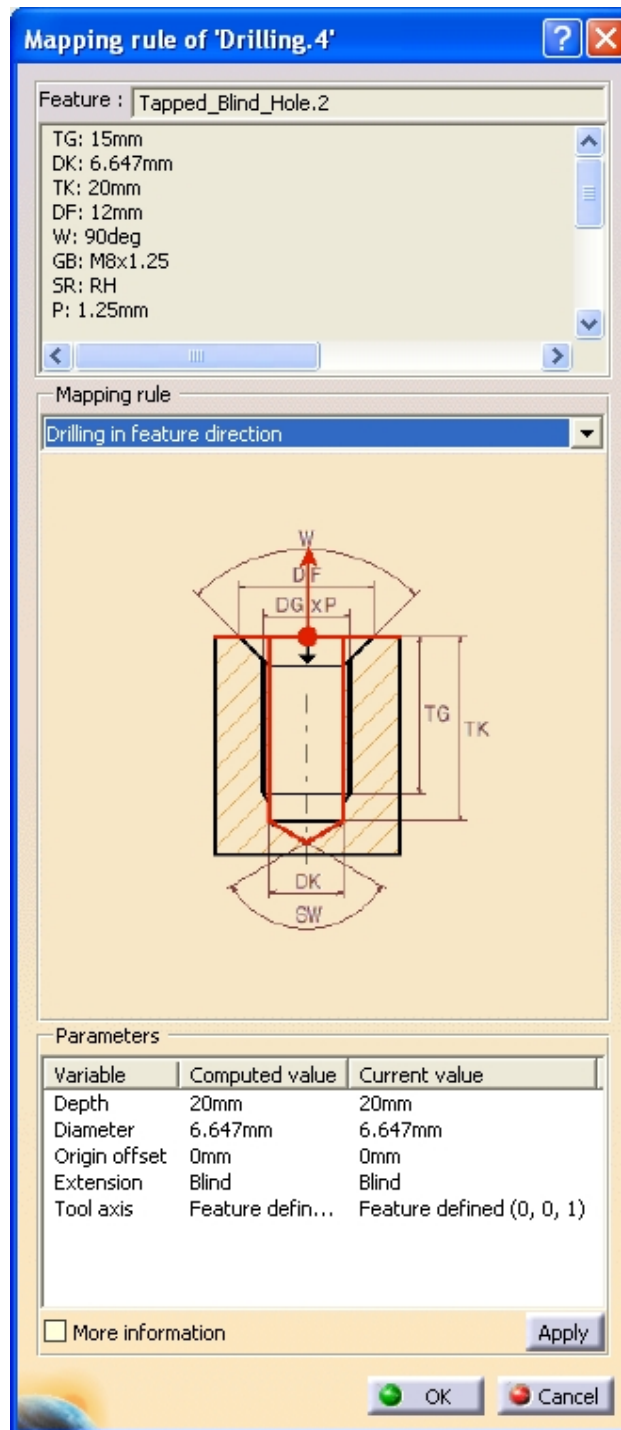 Mapping rule of 'Drilling.4'
Feature : Tapped_Blind_Hole.2
TG: 15mm
DK: 6.647mm
TK: 20mm
DF: 12mm
W: 90deg
GB: M8x1.25
SR: RH
P: 1.25mm
Mapping rule
Drilling in feature direction
W
DF
DG xP
TG
TK
DK
SW
Parameters
Variable Computed value Current value
Depth 20mm 20mm
Diameter 6.647mm 6.647mm
Origin offset 0mm 0mm
Extension Blind Blind
Tool axis Feature defin... Feature defined (0, 0, 1)
More information Apply
OK Cancel